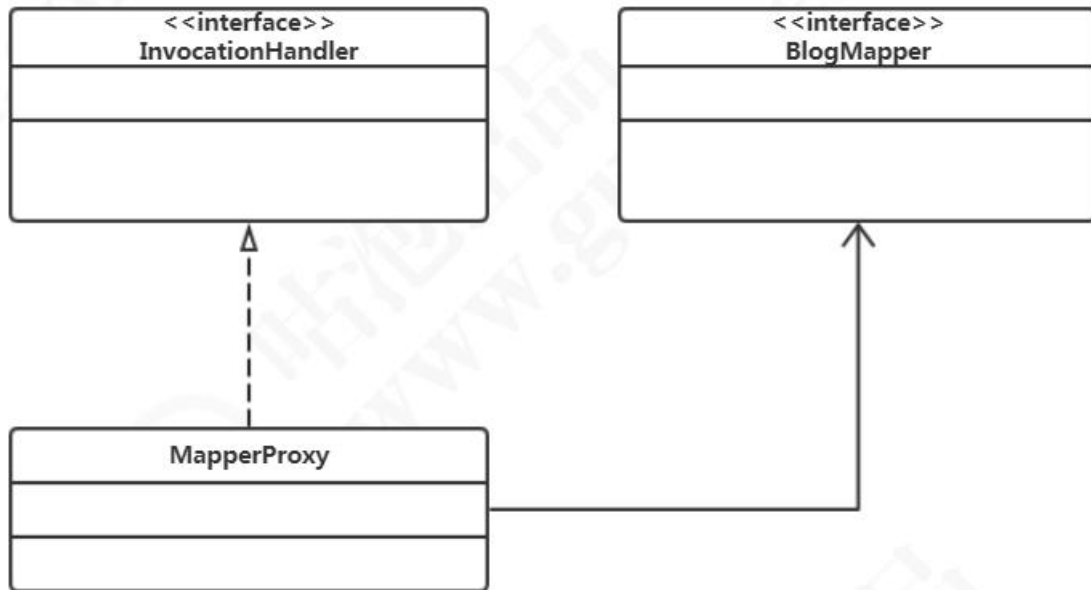 <<interface>>
InvocationHandler
<<interface>>
BlogMapper
MapperProxy